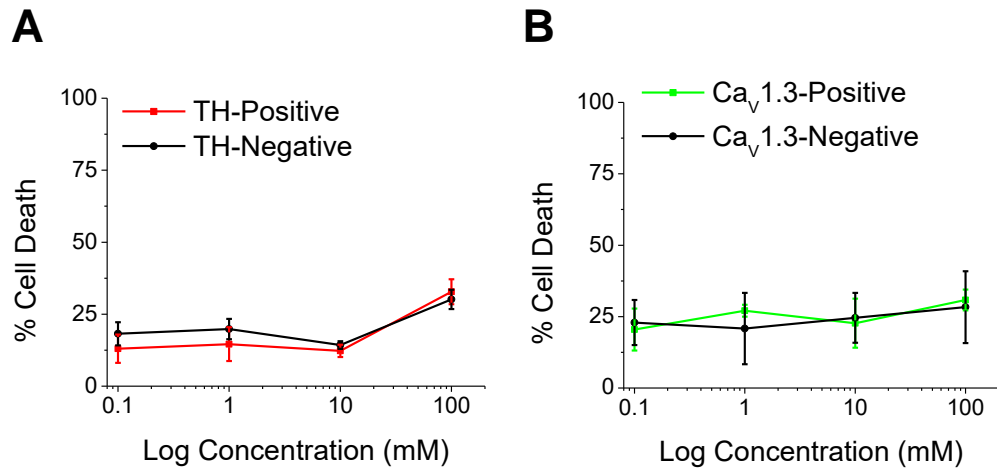 A
TH-Positive
TH-Negative
100
75
50
25
0
% Cell Death
0.1 1 10 100
Log Concentration (mM)
B
CaV1.3-Positive
CaV1.3-Negative
100
75
50
25
0
% Cell Death
0.1 1 10 100
Log Concentration (mM)